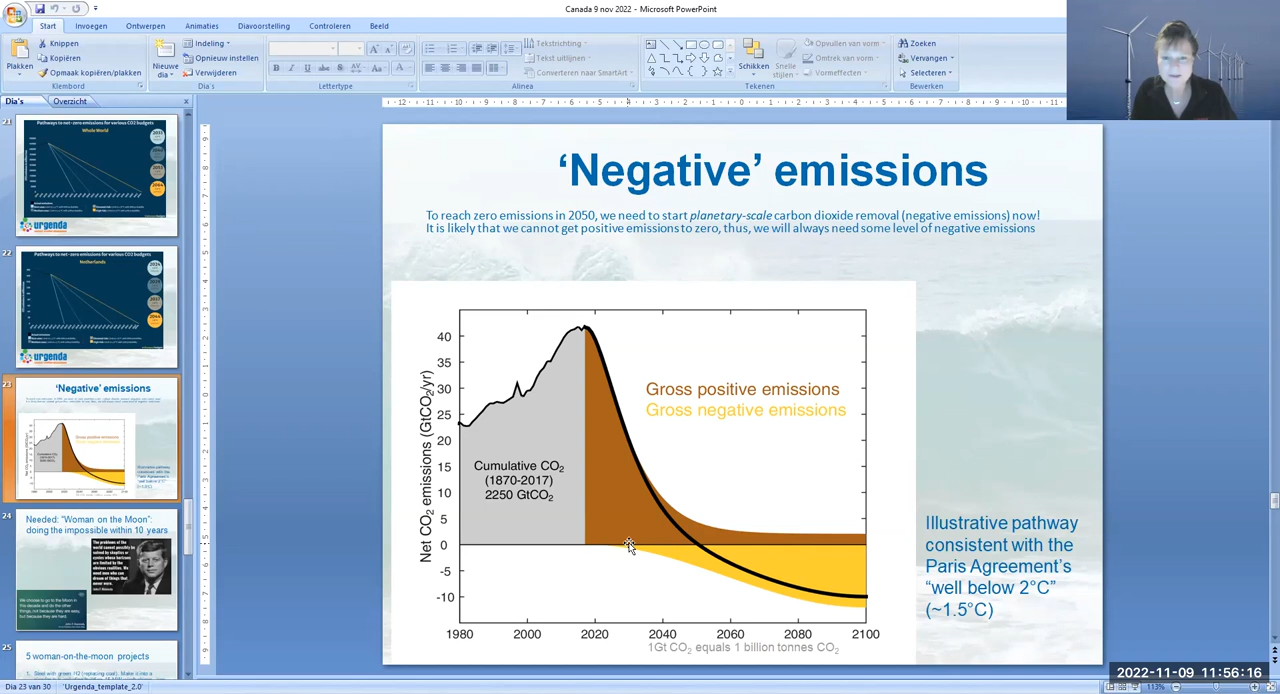 Canada 9 nov 2022 - Microsoft PowerPoint
Start Invoegen Ontwerpen Animaties Diavoorstelling Controleren Beeld
Plakken
Knippen
Kopiëren
Opmaak kopiëren/plakken
Klembord
Nieuwe
dia
Indeling
Opnieuw instellen
Verwijderen
Dia's
B I U abc S AV Aa A
Lettertype
Tekstrichting
Tekst uitlijnen
Converteren naar SmartArt
Alinea
Schikken
Snelle
stijlen
Opvullen van vorm
Omtrek van vorm
Vormeffecten
Tekenen
Zoeken
Vervangen
Selecteren
Bewerken
Dia's Overzicht
21
Pathways to net-zero emissions for various CO2 budgets
Whole World
urgenda
22
Pathways to net-zero emissions for various CO2 budgets
Netherlands
urgenda
23
'Negative' emissions
24
Needed: "Woman on the Moon":
doing the impossible within 10 years
25
5 woman-on-the-moon projects
‘Negative’ emissions
To reach zero emissions in 2050, we need to start planetary-scale carbon dioxide removal (negative emissions) now!
It is likely that we cannot get positive emissions to zero, thus, we will always need some level of negative emissions
Net CO2 emissions (GtCO2/yr)
40
35
30
25
20
15
10
5
0
-5
-10
Gross positive emissions
Gross negative emissions
Cumulative CO2
(1870-2017)
2250 GtCO2
1980 2000 2020 2040 2060 2080 2100
1Gt CO2 equals 1 billion tonnes CO2
Illustrative pathway
consistent with the
Paris Agreement’s
“well below 2°C”
(~1.5°C)
2022-11-09 11:56:16
Dia 23 van 30 'Urgenda_template_2.0' 113%